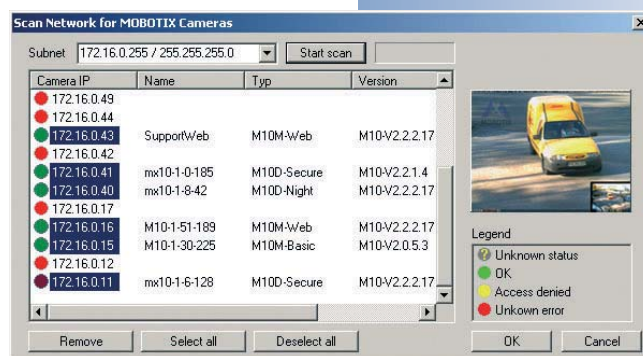 Scan Network for MOBOTIX Cameras
Subnet 172.16.0.255 / 255.255.255.0 Start scan
Camera IP Name Typ Version
172.16.0.49
172.16.0.44
172.16.0.43 SupportWeb M10M-Web M10-V2.2.2.17
172.16.0.42
172.16.0.41 mx10-1-0-185 M10D-Secure M10-V2.2.1.4
172.16.0.40 mx10-1-8-42 M10D-Night M10-V2.2.2.17
172.16.0.17
172.16.0.16 M10-1-51-189 M10M-Web M10-V2.2.2.17
172.16.0.15 M10-1-30-225 M10M-Basic M10-V2.0.5.3
172.16.0.12
172.16.0.11 mx10-1-6-128 M10D-Secure M10-V2.2.2.17
Legend
Unknown status
OK
Access denied
Unkown error
Remove Select all Deselect all OK Cancel